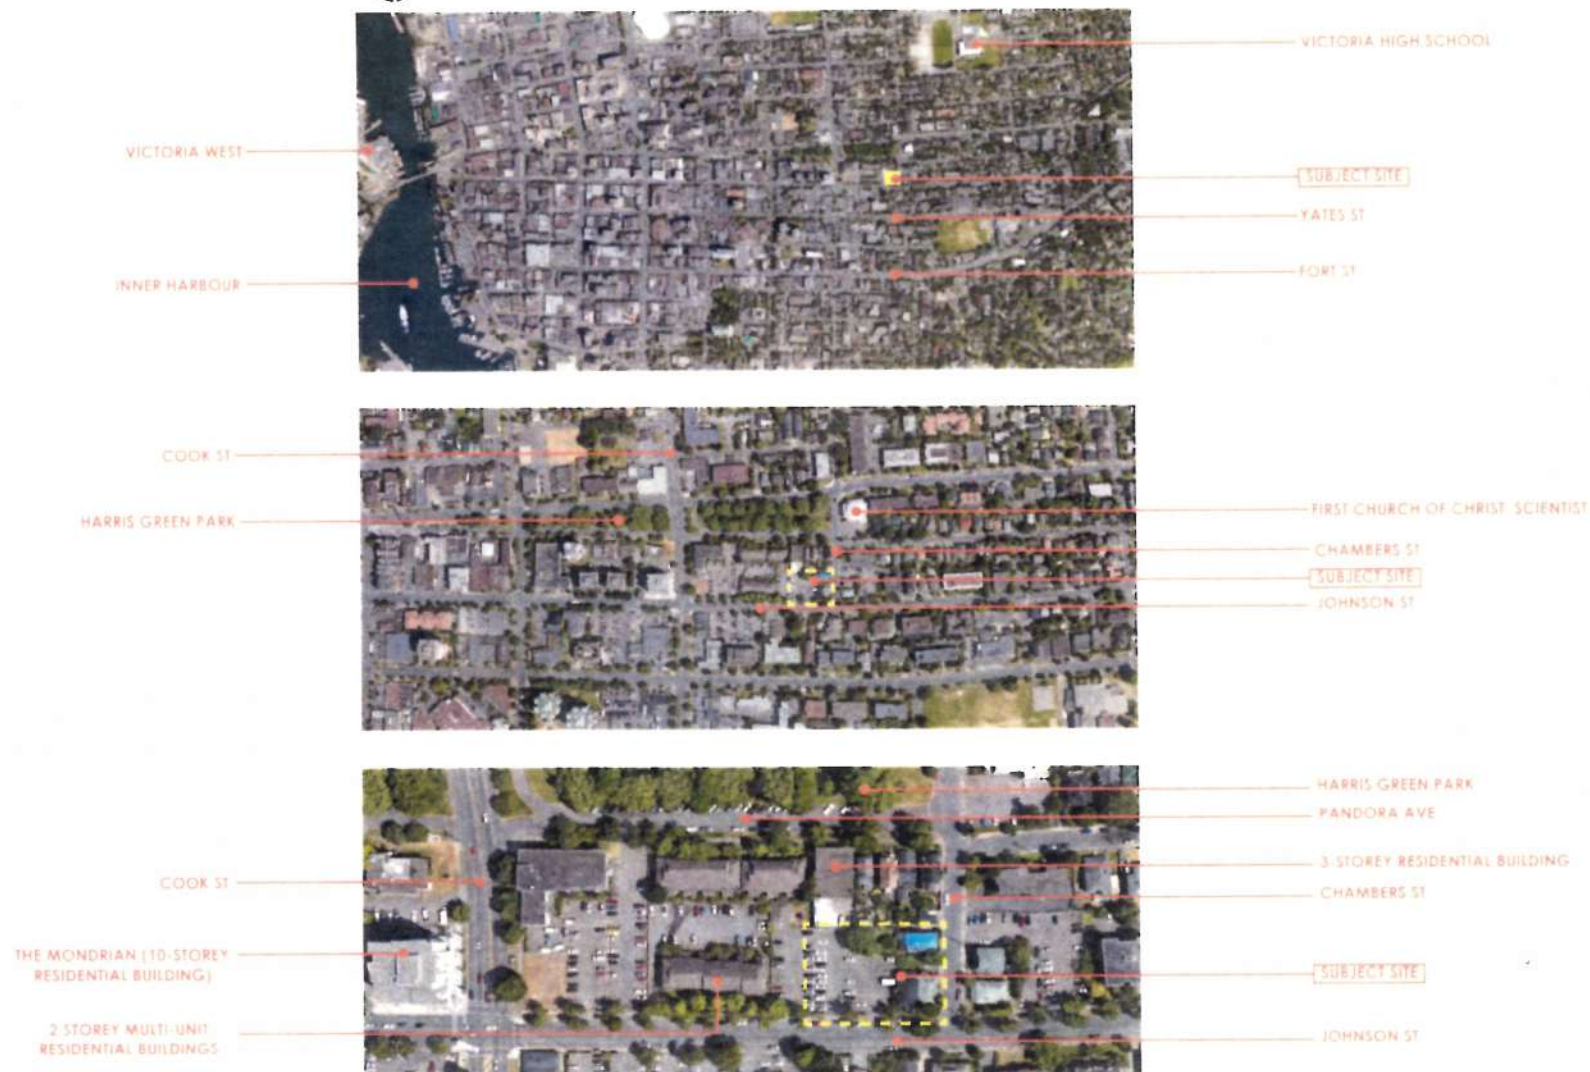 VICTORIA HIGH SCHOOL
VICTORIA WEST
SUBJECT SITE
YATES ST
FORT ST
INNER HARBOUR
COOK ST
HARRIS GREEN PARK
FIRST CHURCH OF CHRIST SCIENTIST
CHAMBERS ST
SUBJECT SITE
JOHNSON ST
HARRIS GREEN PARK
PANDORA AVE
3-STOREY RESIDENTIAL BUILDING
COOK ST
CHAMBERS ST
THE MONDRIAN (10-STOREY
RESIDENTIAL BUILDING)
SUBJECT SITE
2 STOREY MULTI-UNIT
RESIDENTIAL BUILDINGS
JOHNSON ST